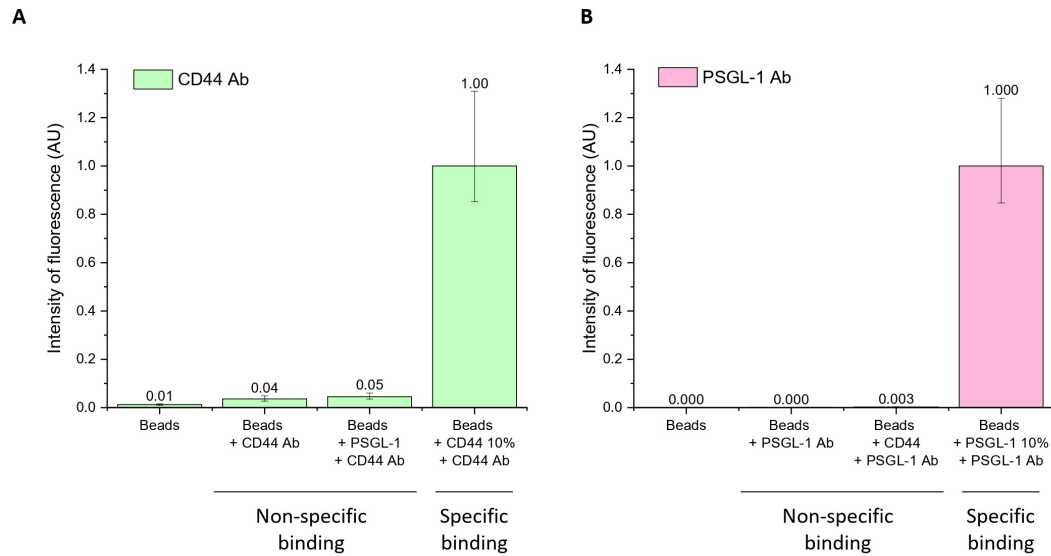 A
Intensity of fluorescence (AU)
1.4
1.2
1.0
0.8
0.6
0.4
0.2
0.0
CD44 Ab
0.01
0.04
0.05
1.00
Beads
Beads
+ CD44 Ab
Beads
+ PSGL-1
+ CD44 Ab
Beads
+ CD44 10%
+ CD44 Ab
Non-specific
binding
Specific
binding
B
Intensity of fluorescence (AU)
1.4
1.2
1.0
0.8
0.6
0.4
0.2
0.0
PSGL-1 Ab
0.000
0.000
0.003
1.000
Beads
Beads
+ PSGL-1 Ab
Beads
+ CD44
+ PSGL-1 Ab
Beads
+ PSGL-1 10%
+ PSGL-1 Ab
Non-specific
binding
Specific
binding